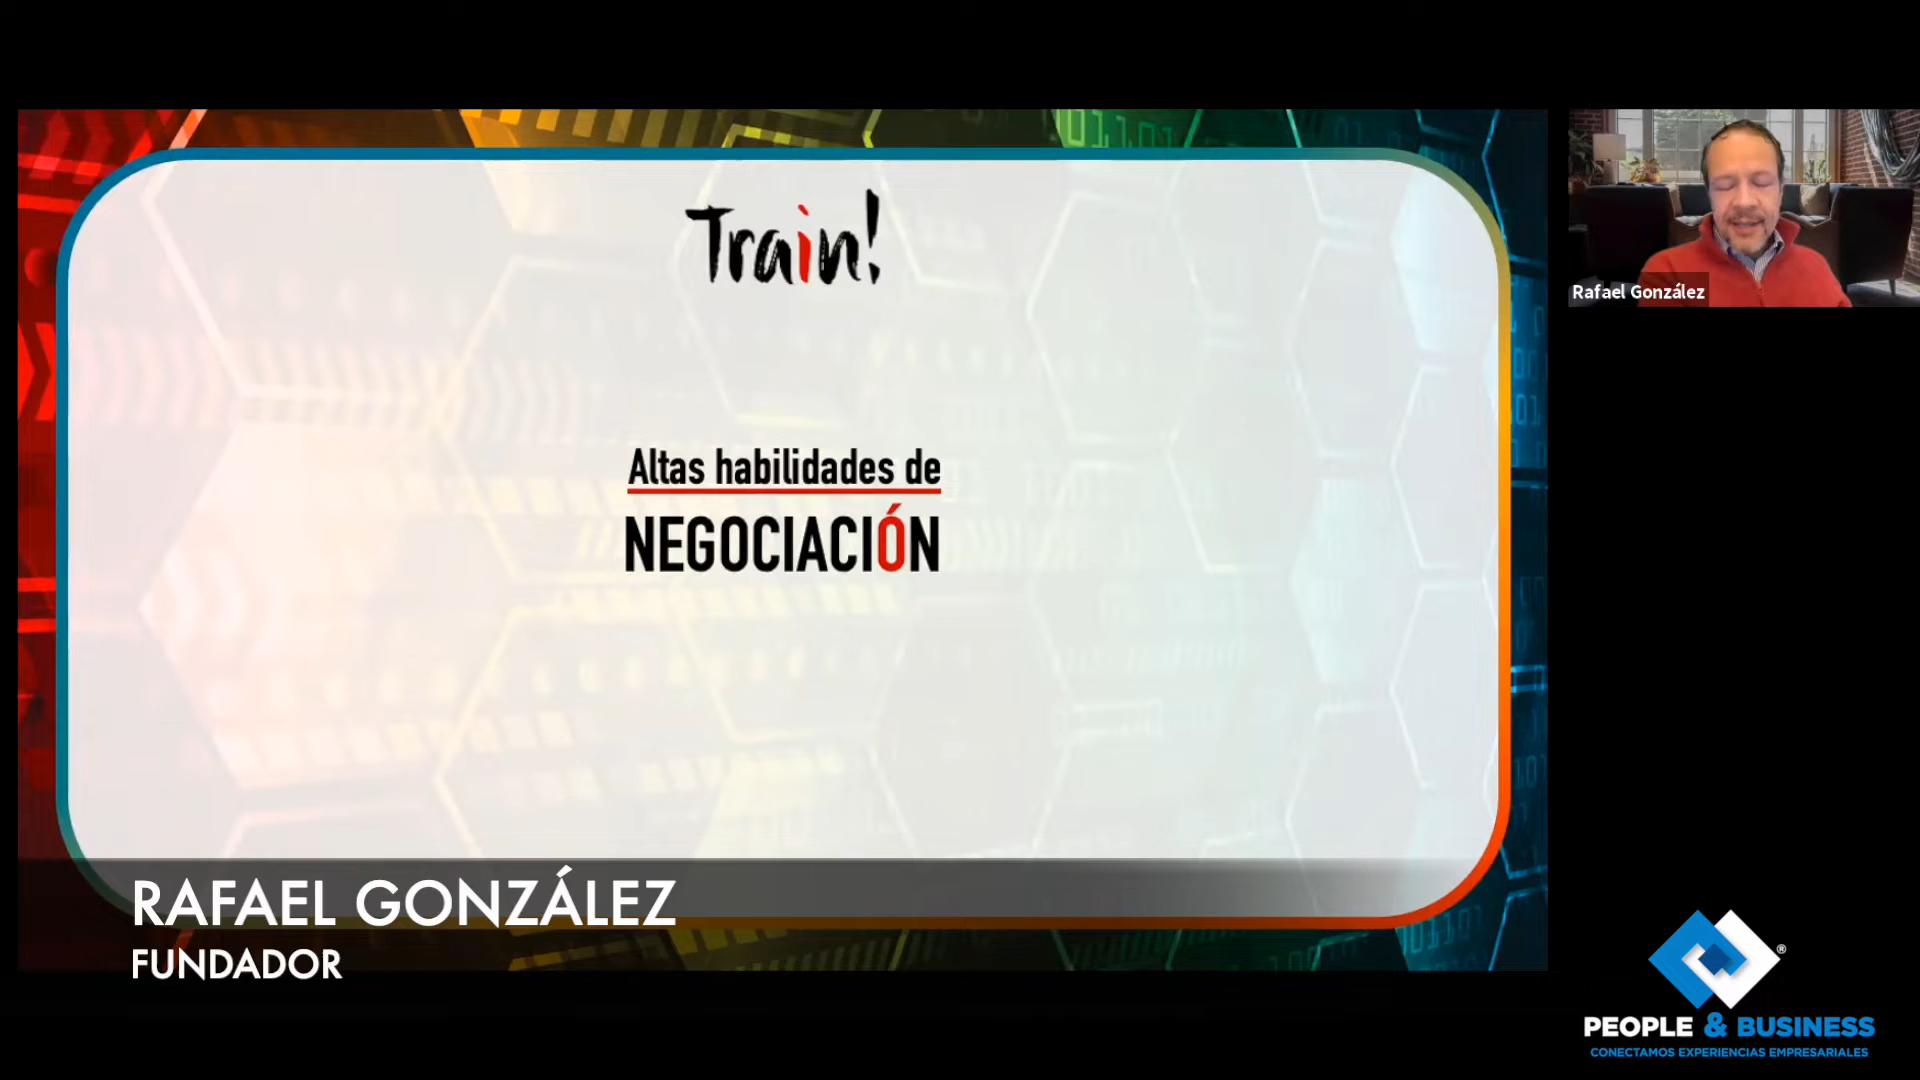 Train!
Altas habilidades de
NEGOCIACIÓN
Rafael González
RAFAEL GONZÁLEZ
FUNDADOR
®
PEOPLE & BUSINESS
CONECTAMOS EXPERIENCIAS EMPRESARIALES